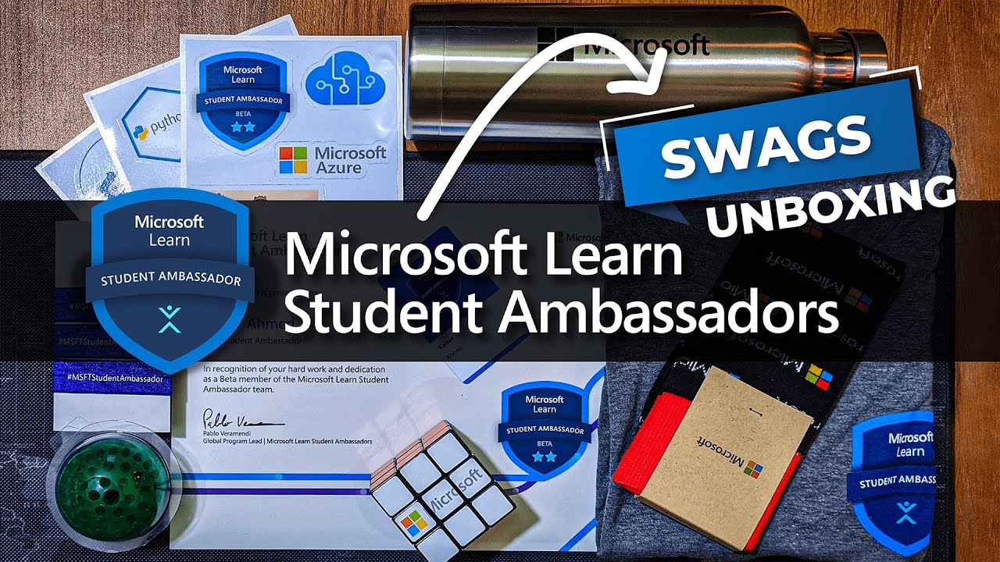 Microsoft
Microsoft
Learn
STUDENT AMBASSADOR
BETA
python
Microsoft
Azure
SWAGS
UNBOXING
Microsoft
Learn
STUDENT AMBASSADOR
Microsoft Learn
Student Ambassadors
Ahmed
Ambassador
#MSFTStudentAmbassador
In recognition of your hard work and dedication
as a Beta member of the Microsoft Learn Student
Ambassador team.
Pablo Veramendi
Global Program Lead | Microsoft Learn Student Ambassadors
Microsoft
Learn
STUDENT AMBASSADOR
BETA
Microsoft
Microsoft
Microsoft
Learn
STUDENT AMBASSA